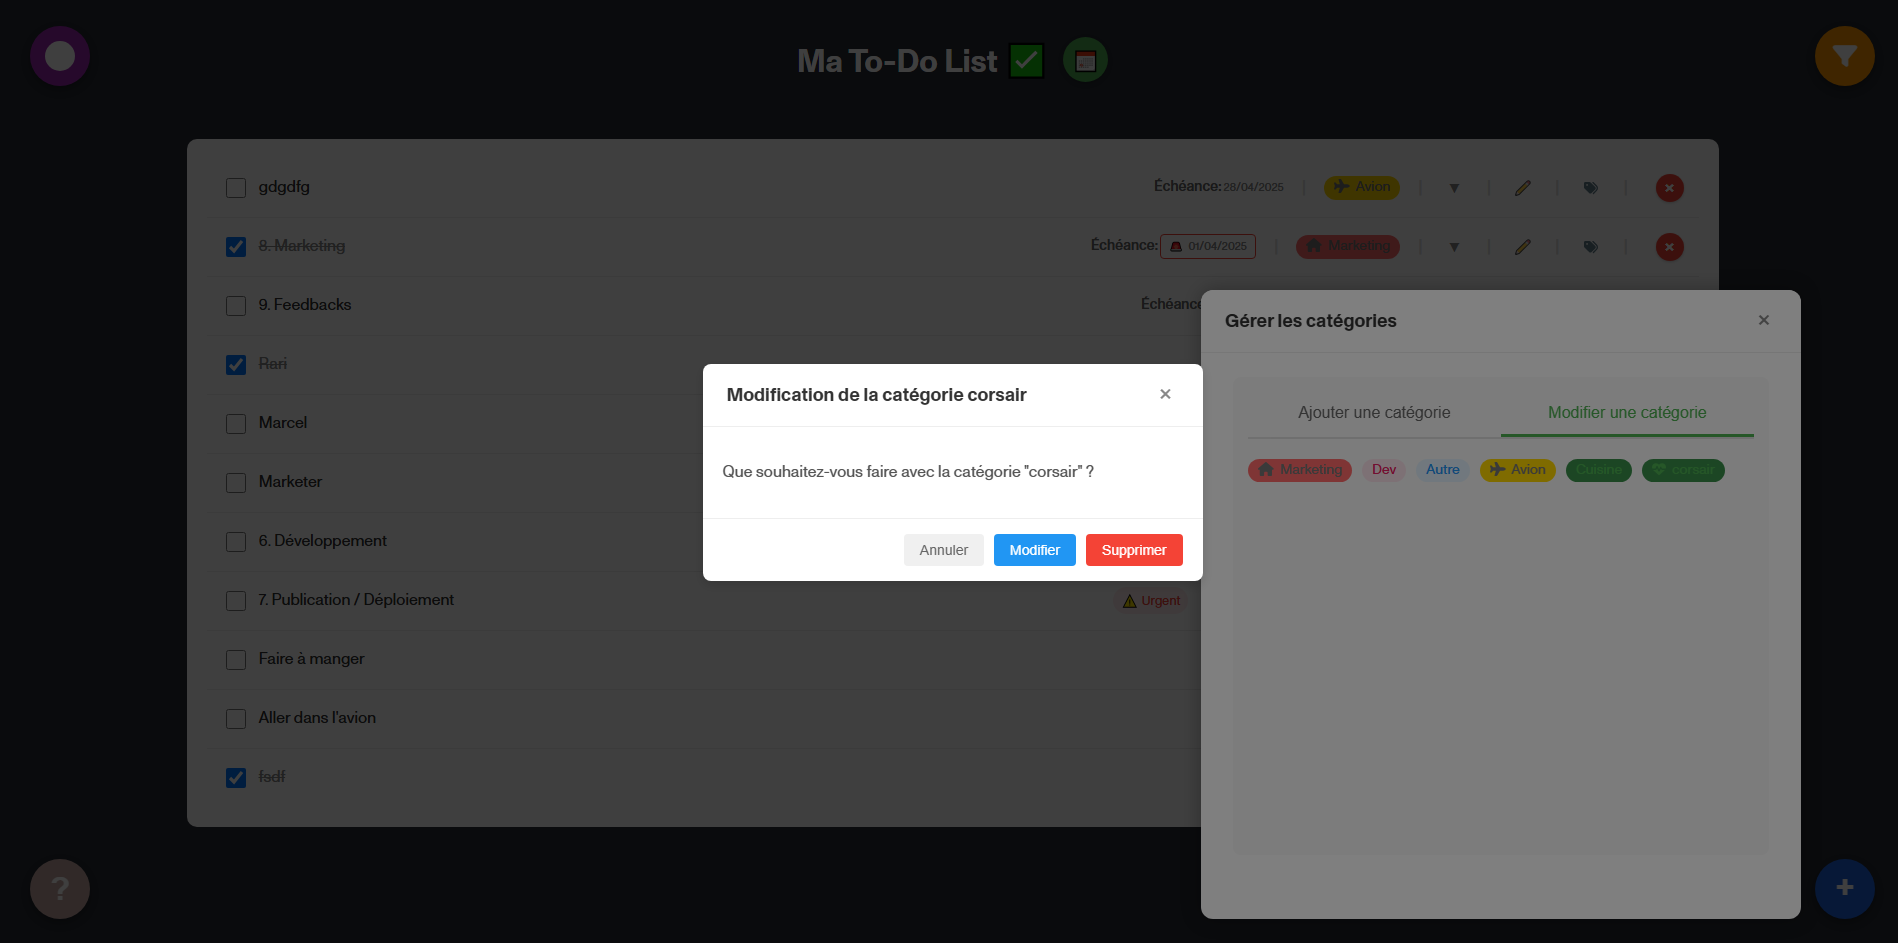 Ma To-Do List
gdgdfg
Échéance: 28/04/2025 | Avion | ▼ | | |
8. Marketing
Échéance: 01/04/2025 | Marketing | ▼ | | |
9. Feedbacks
Échéance
Rari
Marcel
Marketer
6. Développement
7. Publication / Déploiement
Urgent
Faire à manger
Aller dans l'avion
fsdf
?
+
Gérer les catégories ×
Ajouter une catégorie
Modifier une catégorie
Marketing Dev Autre Avion Cuisine corsair
Modification de la catégorie corsair ×
Que souhaitez-vous faire avec la catégorie "corsair" ?
Annuler Modifier Supprimer